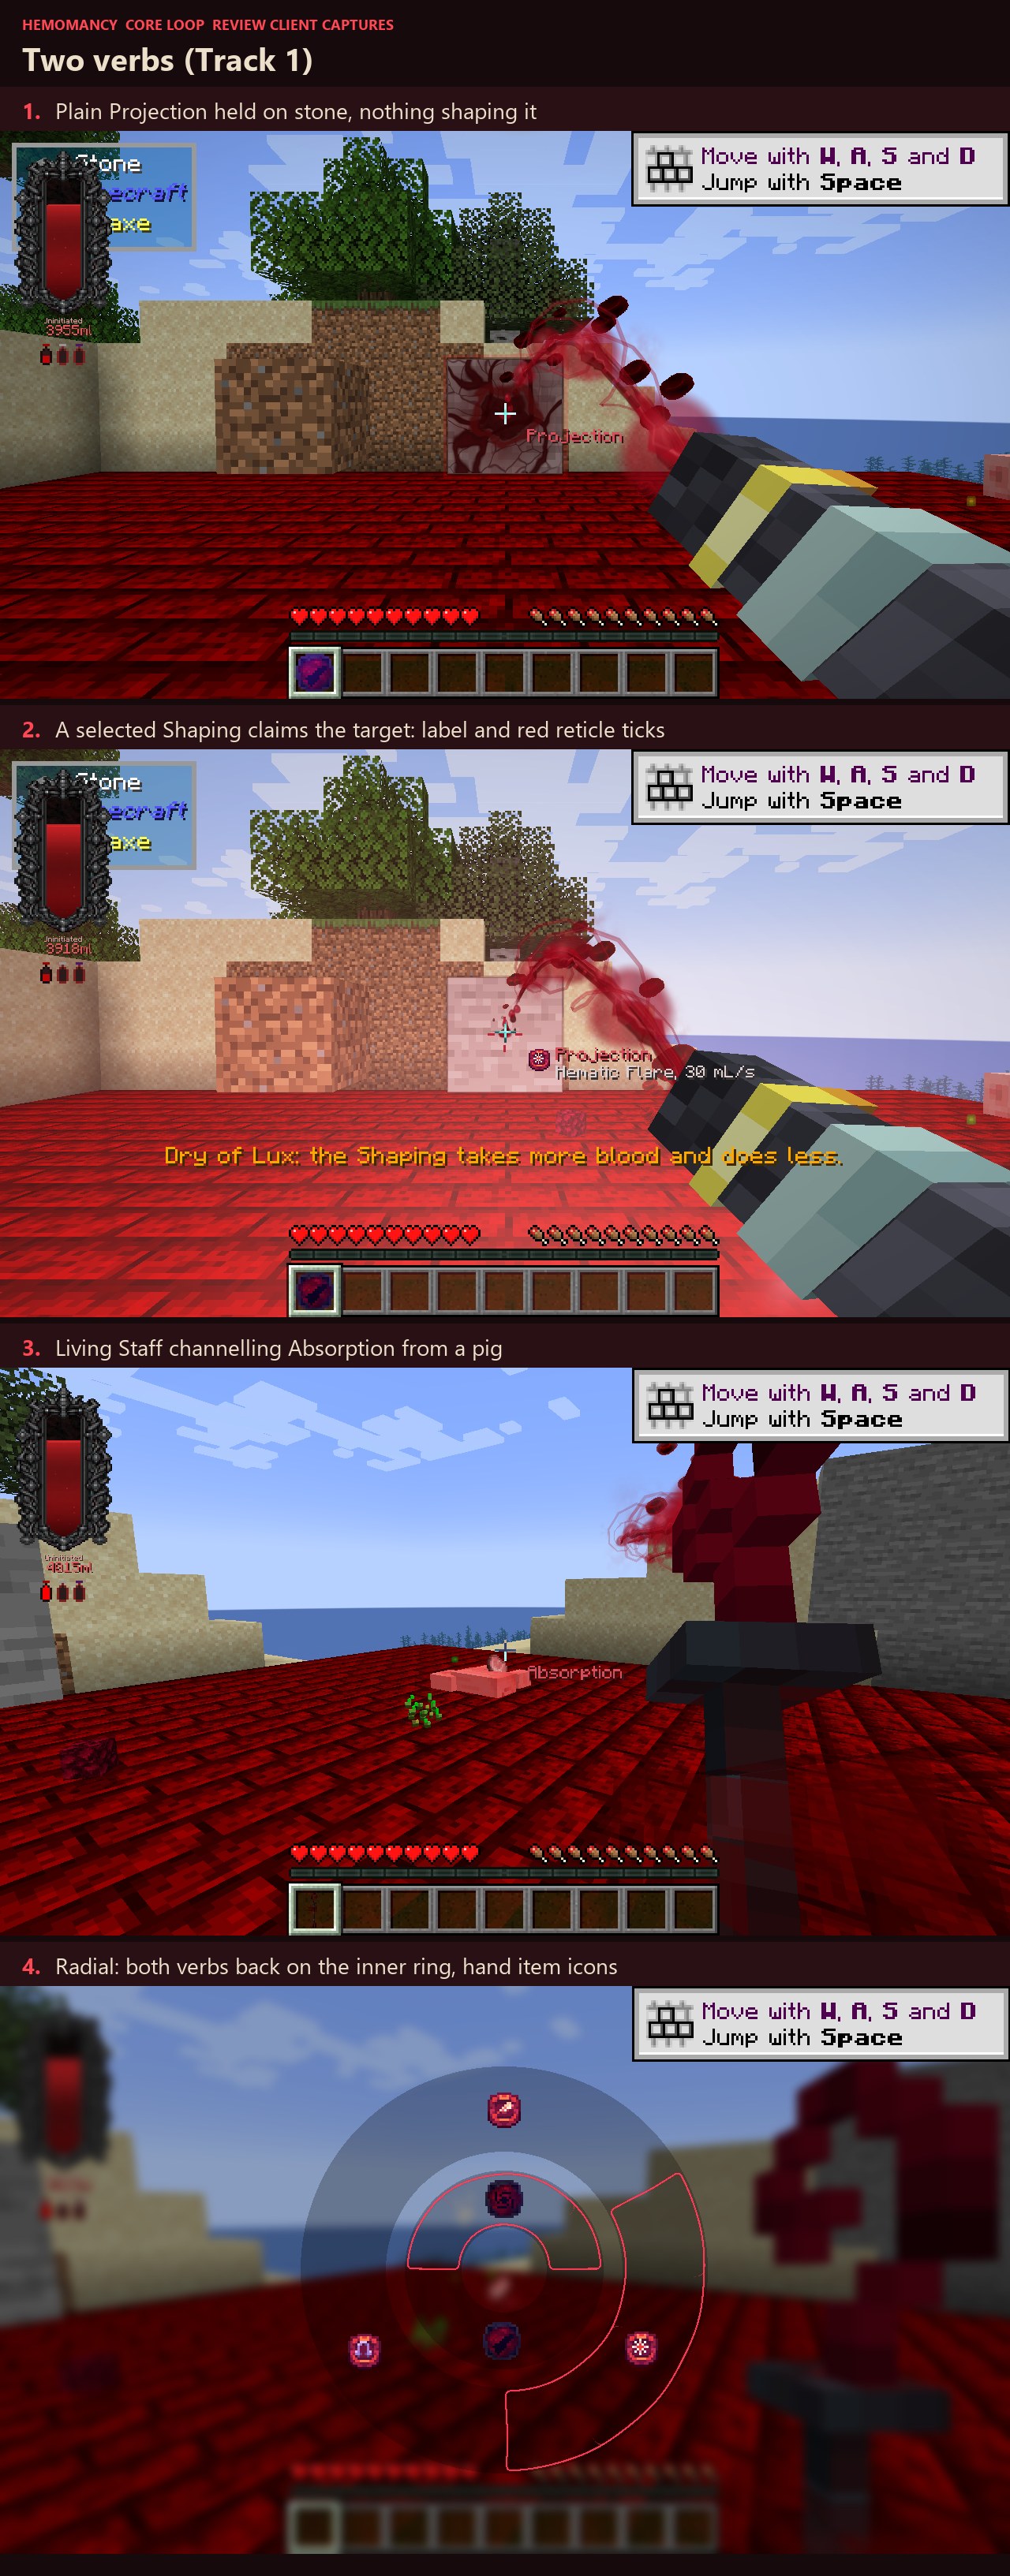 HEMOMANCY CORE LOOP REVIEW CLIENT CAPTURES
Two verbs (Track 1)
1. Plain Projection held on stone, nothing shaping it
Move with W, A, S and D
Jump with Space
Uninitiated
3955ml
Projection
2. A selected Shaping claims the target: label and red reticle ticks
Move with W, A, S and D
Jump with Space
Uninitiated
3918ml
Projection
Hematic Flare, 30 mL/s
Dry of Lux: the Shaping takes more blood and does less.
3. Living Staff channelling Absorption from a pig
Move with W, A, S and D
Jump with Space
Uninitiated
Absorption
4. Radial: both verbs back on the inner ring, hand item icons
Move with W, A, S and D
Jump with Space